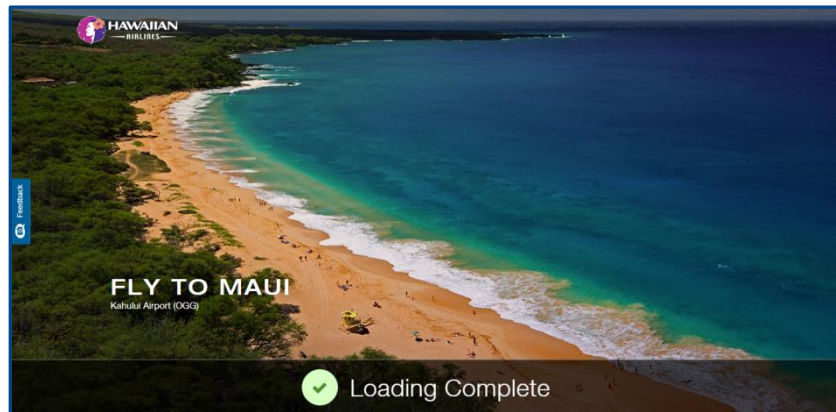 HAWAIIAN
AIRLINES
Feedback
FLY TO MAUI
Kahului Airport (OGG)
Loading Complete